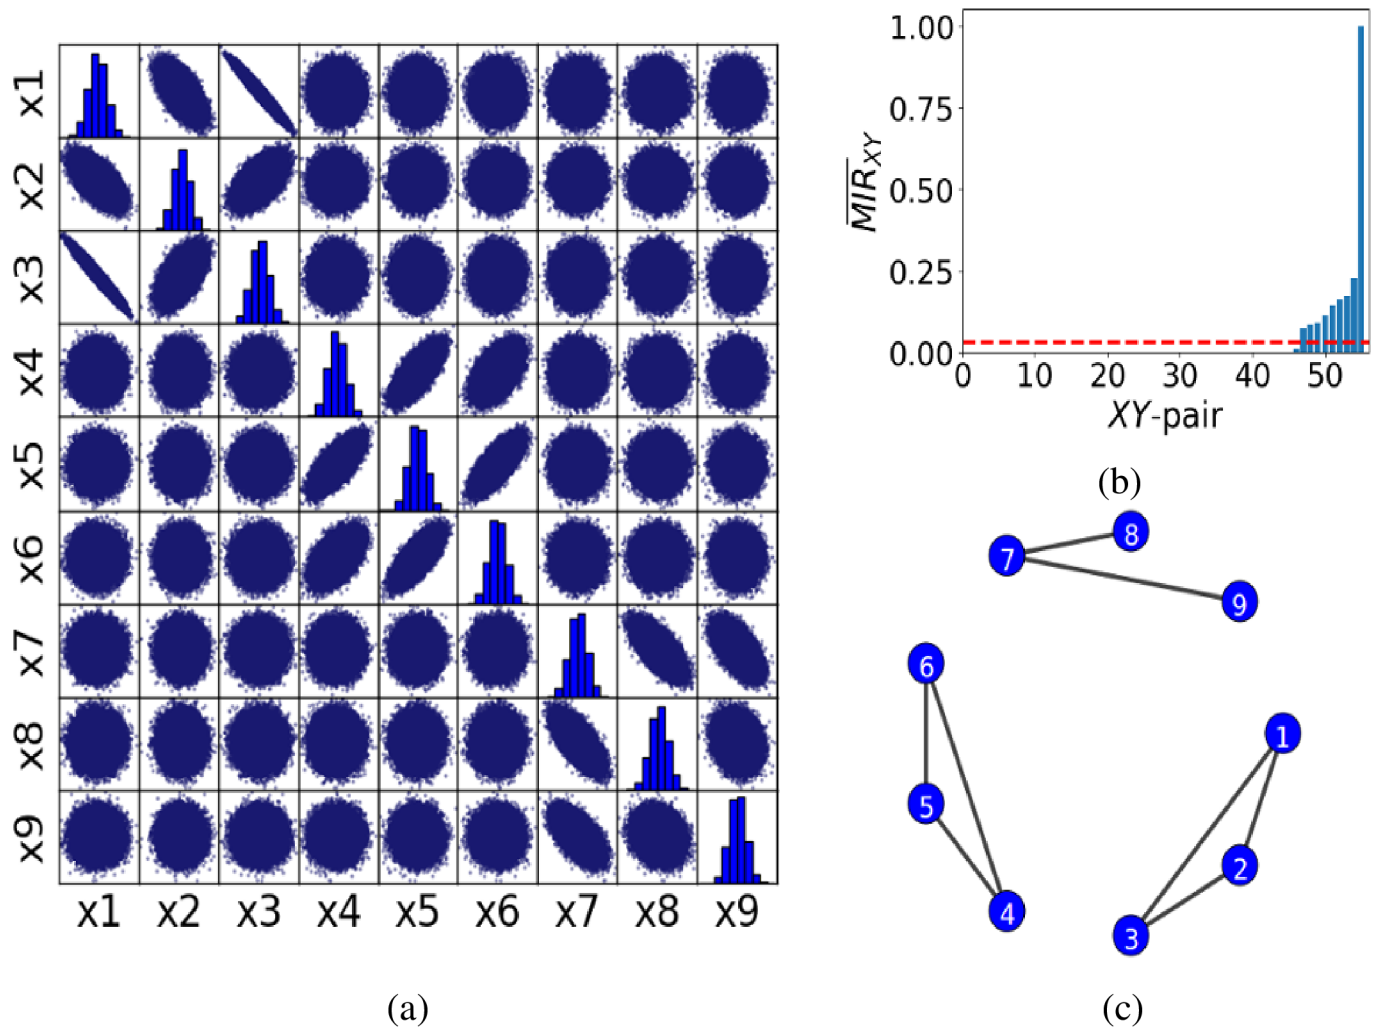 x1
x2
x3
x4
x5
x6
x7
x8
x9
x1 x2 x3 x4 x5 x6 x7 x8 x9
(a)
1.00
0.75
0.50
0.25
0.00
MIR_XY
0 10 20 30 40 50
XY-pair
(b)
8
7
9
6
1
5
2
4
3
(c)